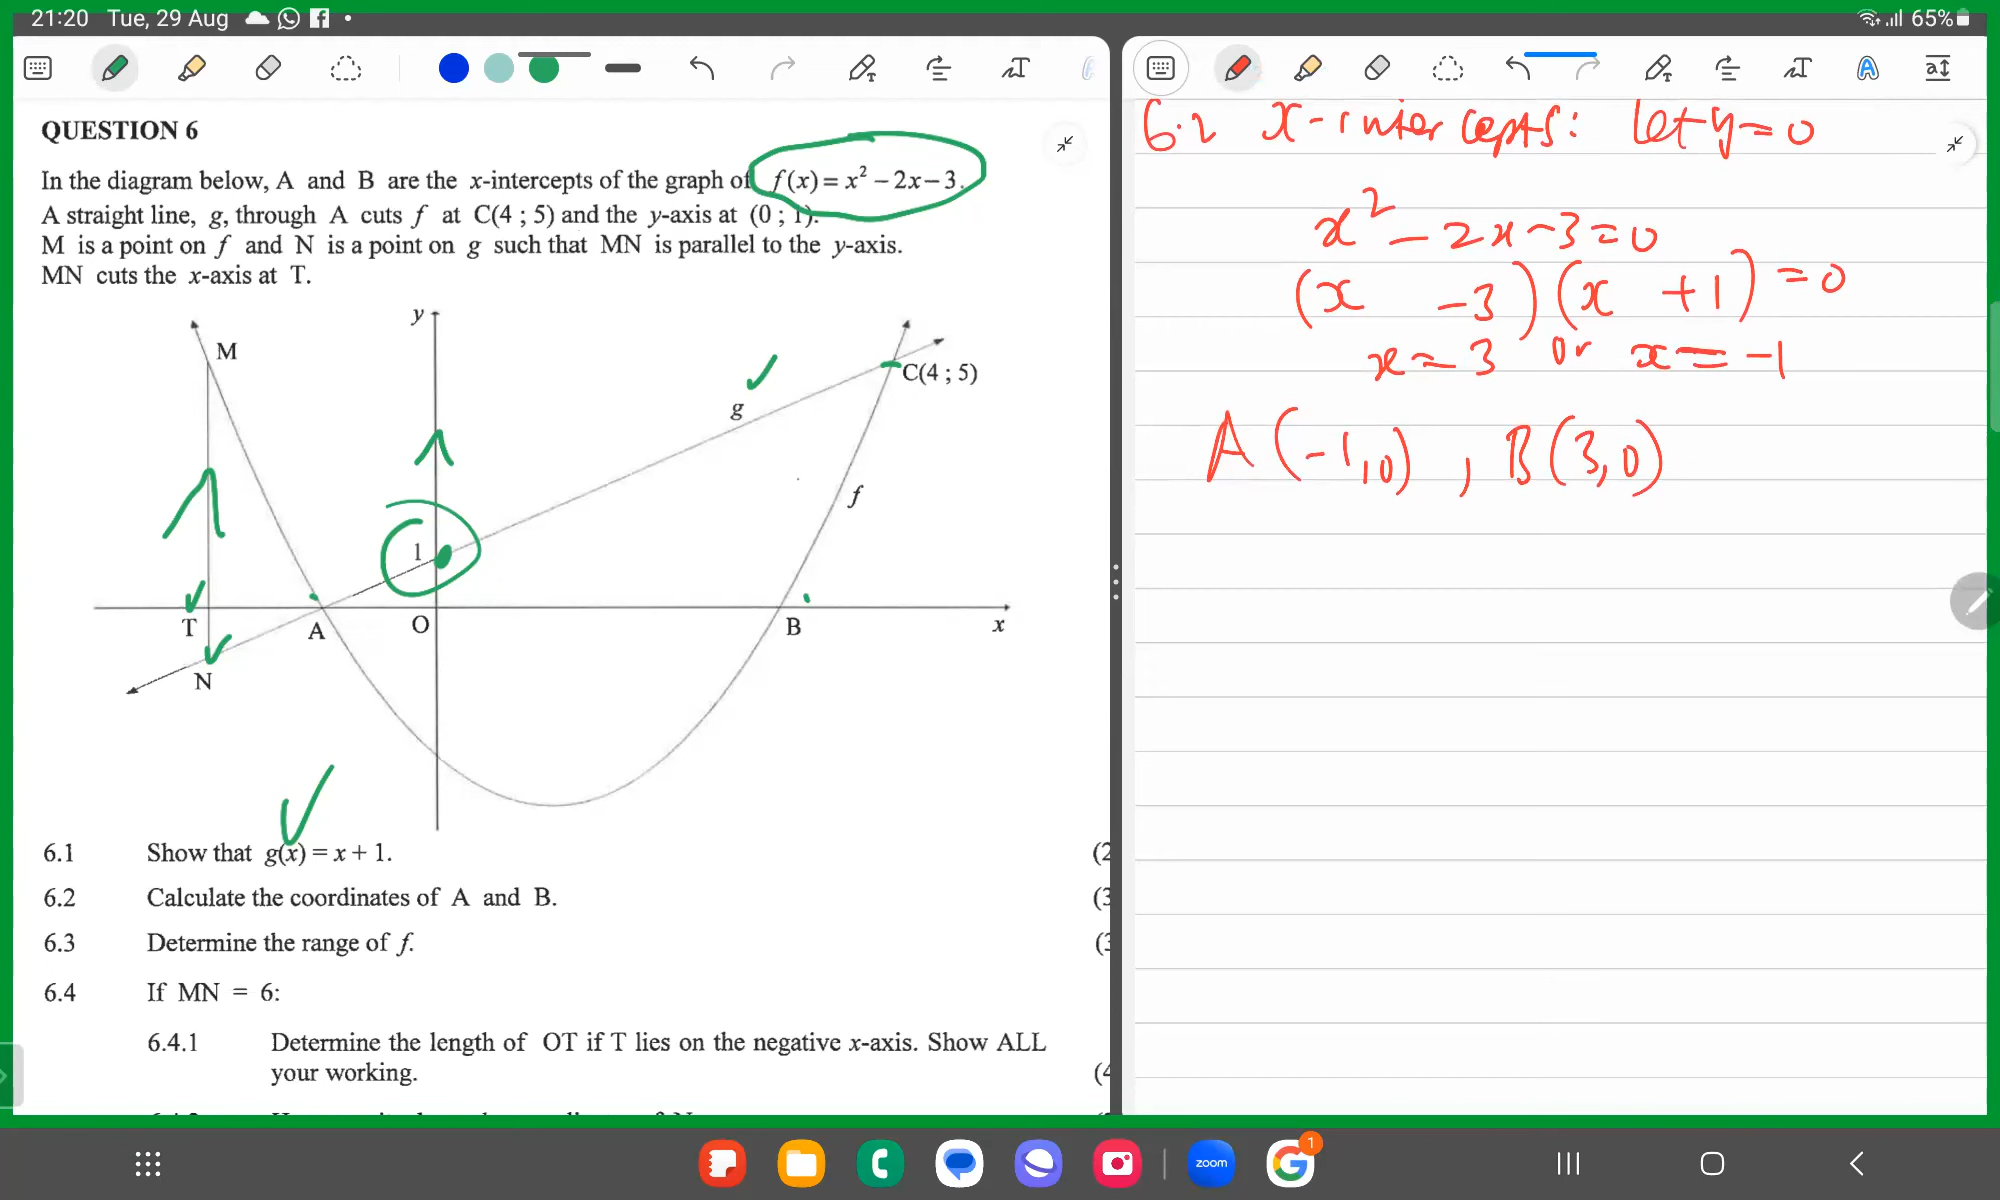 21:20 Tue, 29 Aug
65%
QUESTION 6
In the diagram below, A and B are the x-intercepts of the graph of f(x) = x² − 2x − 3.
A straight line, g, through A cuts f at C(4 ; 5) and the y-axis at (0 ; 1).
M is a point on f and N is a point on g such that MN is parallel to the y-axis.
MN cuts the x-axis at T.
y
M
C(4 ; 5)
g
f
1
T
A
O
B
x
N
6.1 Show that g(x) = x + 1. (2
6.2 Calculate the coordinates of A and B. (3
6.3 Determine the range of f. (3
6.4 If MN = 6:
6.4.1 Determine the length of OT if T lies on the negative x-axis. Show ALL
your working. (4
6.2 x-intercepts: let y=0
x² − 2x − 3 = 0
(x − 3)(x + 1) = 0
x = 3 or x = −1
A(−1,0) , B(3,0)
zoom
1